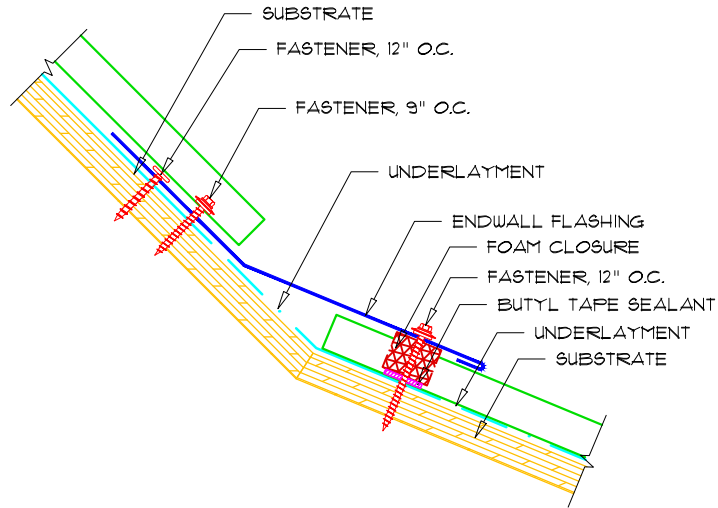 SUBSTRATE
FASTENER, 12" O.C.
FASTENER, 9" O.C.
UNDERLAYMENT
ENDWALL FLASHING
FOAM CLOSURE
FASTENER, 12" O.C.
BUTYL TAPE SEALANT
UNDERLAYMENT
SUBSTRATE